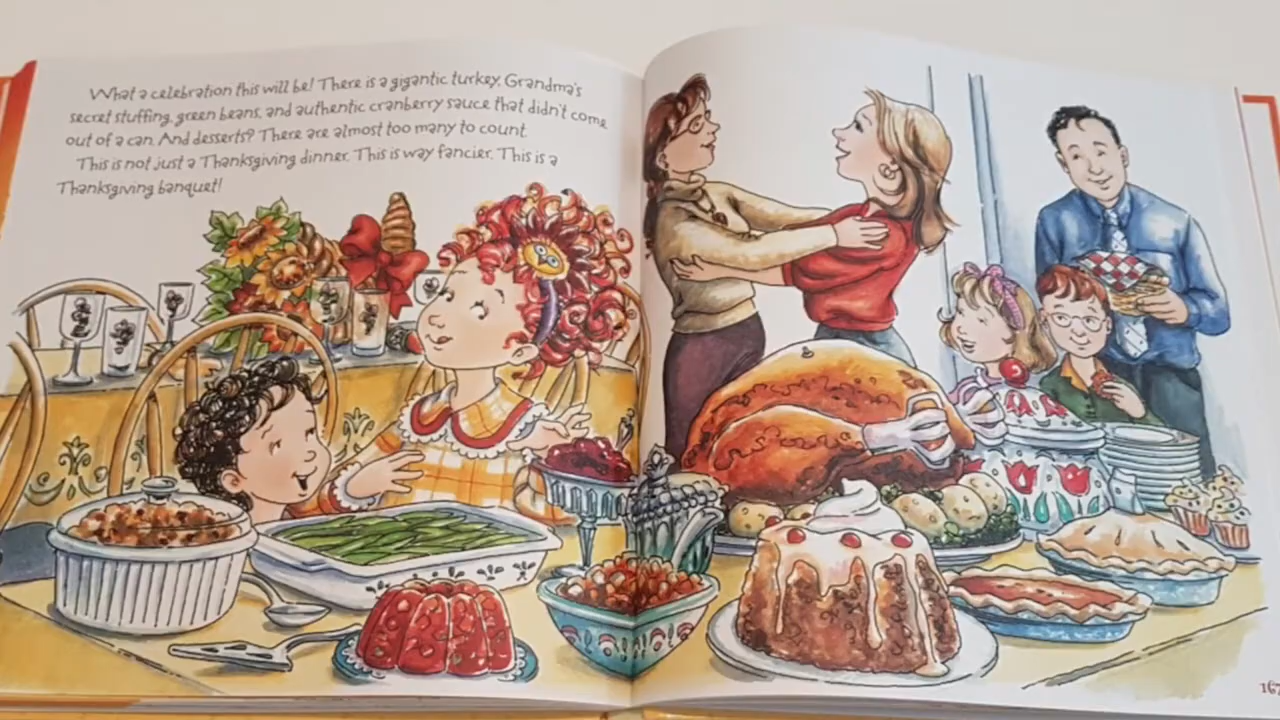 What a celebration this will be! There is a gigantic turkey, Grandma's
secret stuffing, green beans, and authentic cranberry sauce that didn't come
out of a can. And desserts? There are almost too many to count.
This is not just a Thanksgiving dinner. This is way fancier. This is a
Thanksgiving banquet!
167